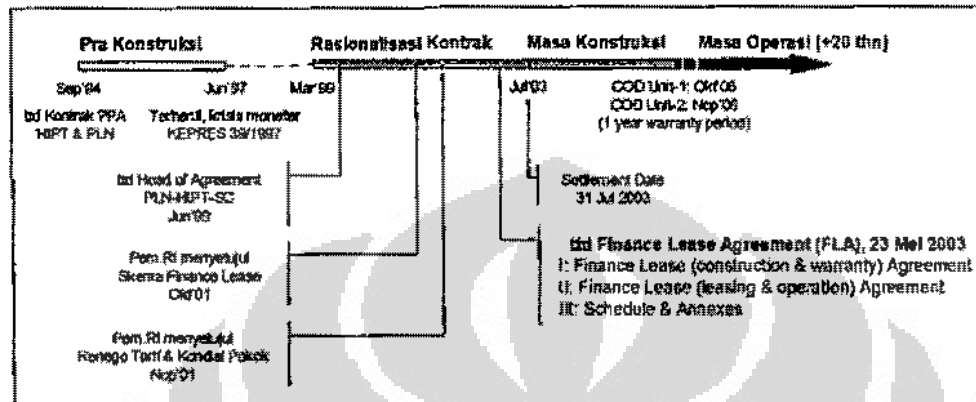 Pra Konstruksi
Rasionalisasi Kontrak
Masa Konstruksi
Masa Operasi (+20 thn)
Sep'94
Jun'97
Mar'99
Jul'03
COD Unit-1: Okt'06
COD Unit-2: Nop'06
(1 year warranty period)
ttd Kontrak PPA
HIPT & PLN
Terhenti, krisis moneter
KEPRES 39/1997
ttd Head of Agreement
PLN-HIPT-SC
Jun'99
Settlement Date
31 Jul 2003
Pem.RI menyetujui
Skema Finance Lease
Okt'01
ttd Finance Lease Agreement (FLA), 23 Mei 2003
I: Finance Lease (construction & warranty) Agreement
II: Finance Lease (leasing & operation) Agreement
III: Schedule & Annexes
Pem.RI menyetujui
Renego Tarif & Kondisi Pokok
Nop'01